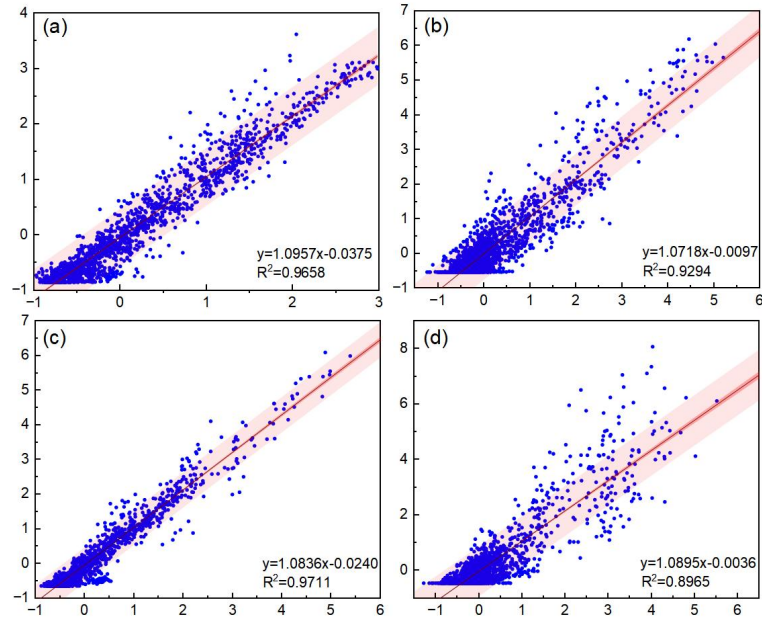 (a)
4
3
2
1
0
−1
y=1.0957x-0.0375
R²=0.9658
−1 0 1 2 3
(b)
7
6
5
4
3
2
1
0
−1
y=1.0718x-0.0097
R²=0.9294
−1 0 1 2 3 4 5 6
(c)
7
6
5
4
3
2
1
0
−1
y=1.0836x-0.0240
R²=0.9711
−1 0 1 2 3 4 5 6
(d)
8
6
4
2
0
y=1.0895x-0.0036
R²=0.8965
−1 0 1 2 3 4 5 6